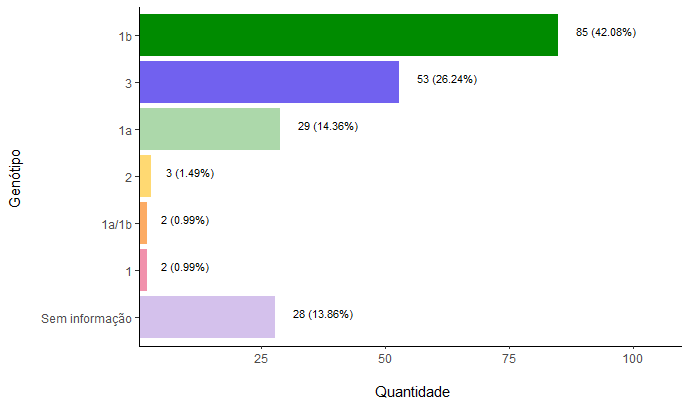 1b 85 (42.08%)
3 53 (26.24%)
1a 29 (14.36%)
2 3 (1.49%)
1a/1b 2 (0.99%)
1 2 (0.99%)
Sem informação 28 (13.86%)
25 50 75 100
Quantidade
Genótipo